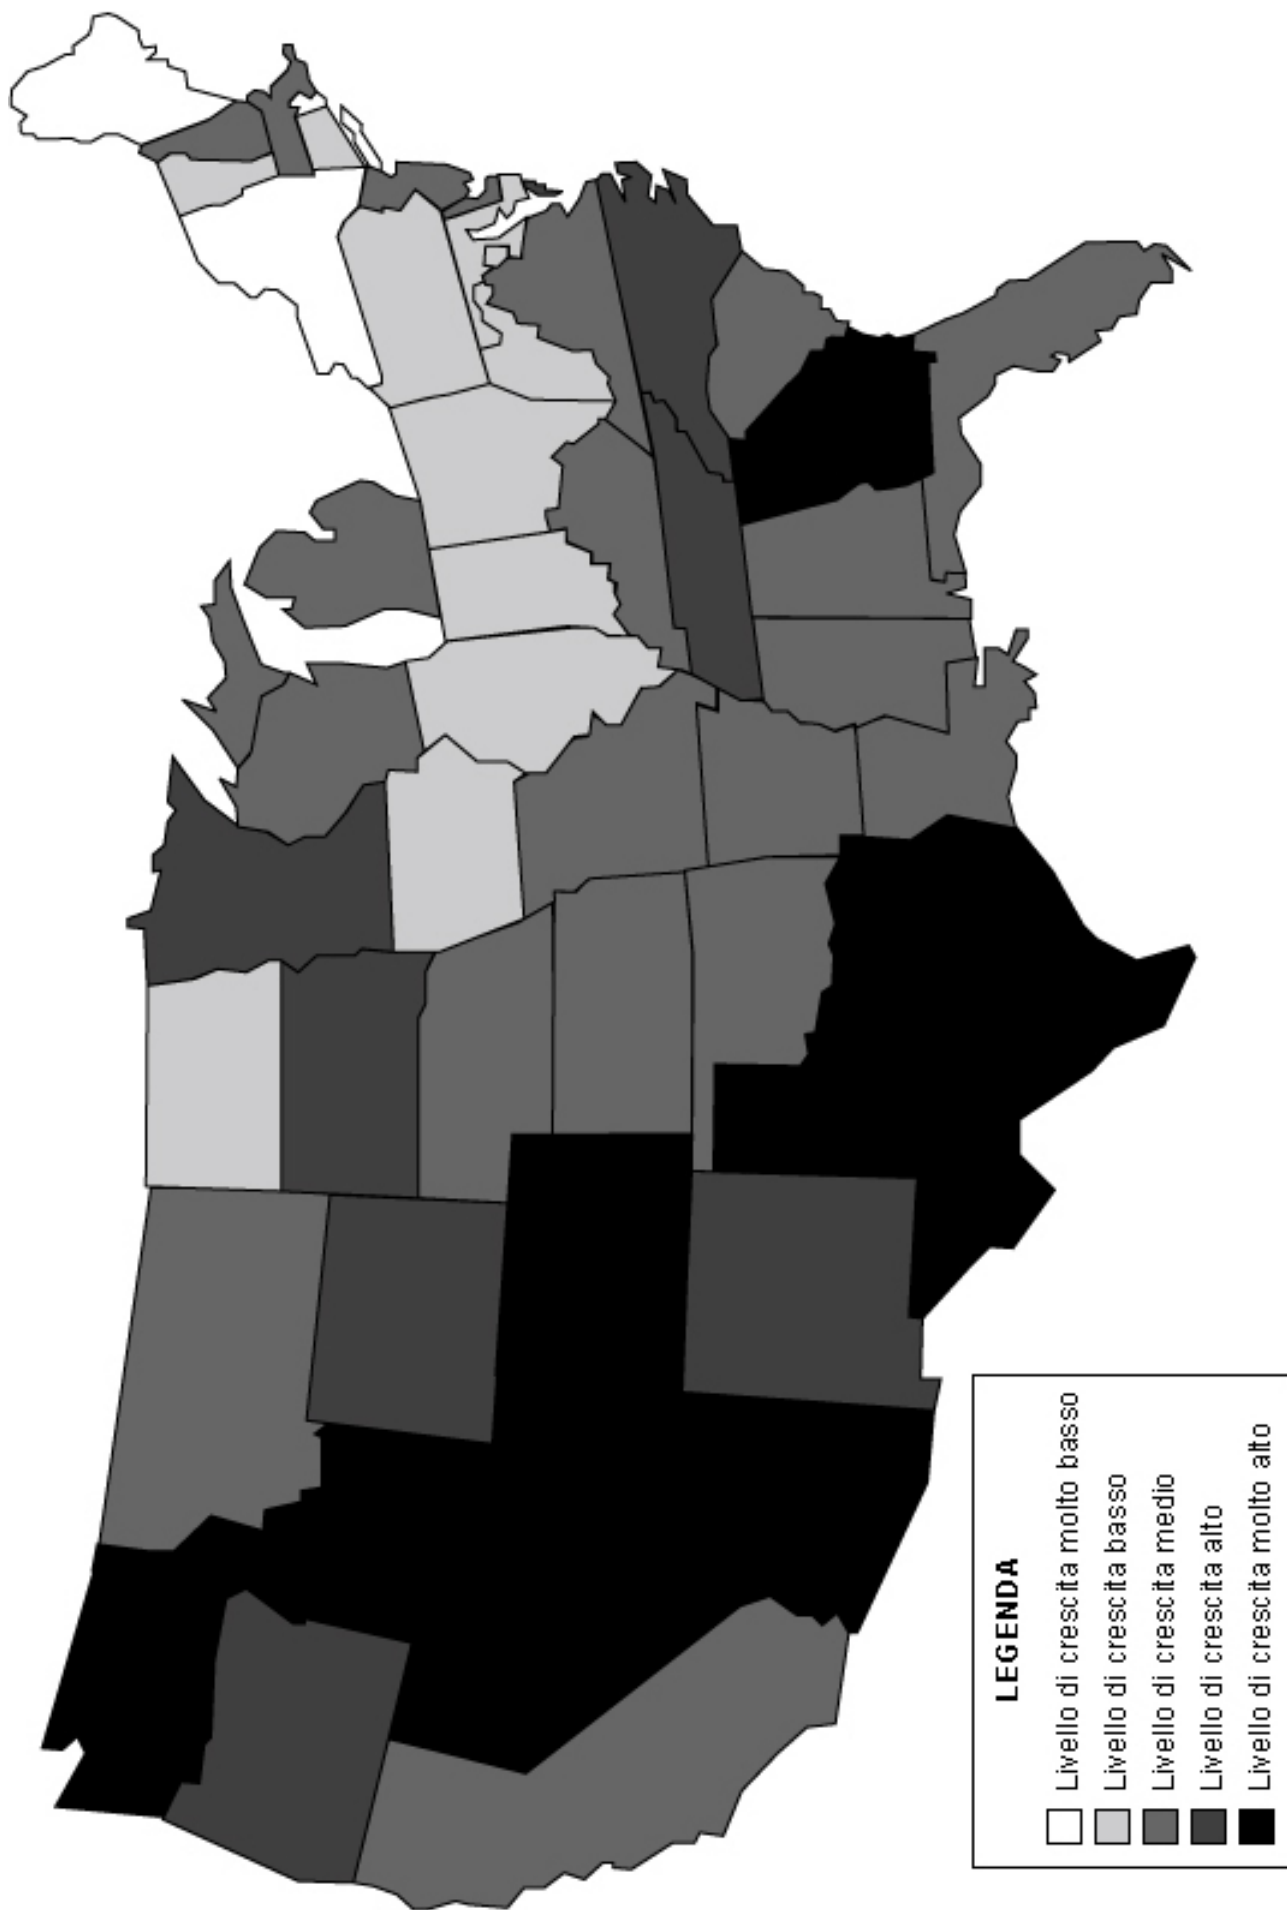 LEGENDA
Livello di crescita molto basso
Livello di crescita basso
Livello di crescita medio
Livello di crescita alto
Livello di crescita molto alto